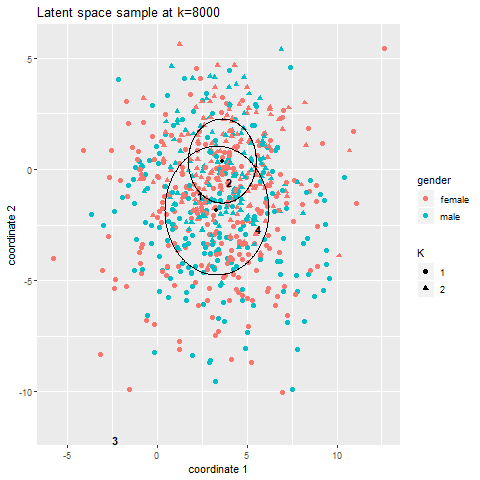 Latent space sample at k=8000
5
0
-5
-10
coordinate 2
1
2
4
3
-5
0
5
10
coordinate 1
gender
female
male
K
1
2